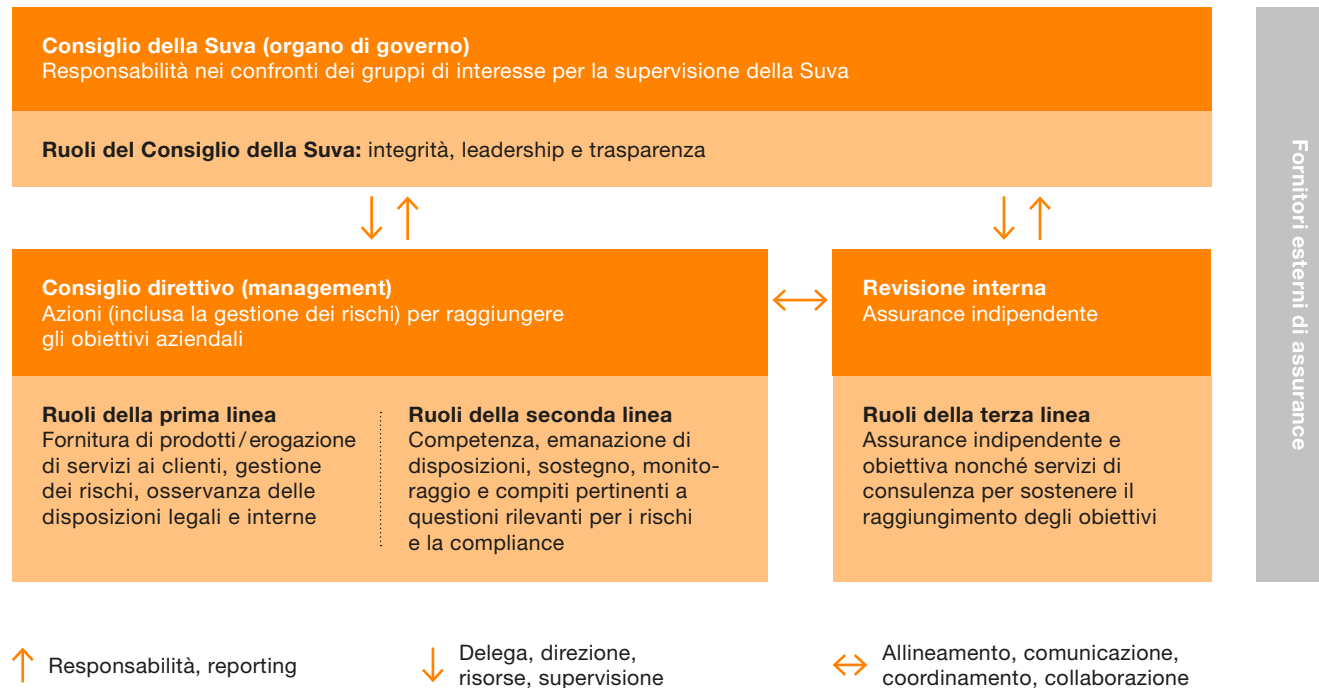 Consiglio della Suva (organo di governo)
Responsabilità nei confronti dei gruppi di interesse per la supervisione della Suva
Ruoli del Consiglio della Suva: integrità, leadership e trasparenza
Consiglio direttivo (management)
Azioni (inclusa la gestione dei rischi) per raggiungere
gli obiettivi aziendali
Ruoli della prima linea
Fornitura di prodotti/erogazione
di servizi ai clienti, gestione
dei rischi, osservanza delle
disposizioni legali e interne
Ruoli della seconda linea
Competenza, emanazione di
disposizioni, sostegno, monito-
raggio e compiti pertinenti a
questioni rilevanti per i rischi
e la compliance
Revisione interna
Assurance indipendente
Ruoli della terza linea
Assurance indipendente e
obiettiva nonché servizi di
consulenza per sostenere il
raggiungimento degli obiettivi
Fornitori esterni di assurance
↑ Responsabilità, reporting
↓ Delega, direzione,
risorse, supervisione
↔ Allineamento, comunicazione,
coordinamento, collaborazione